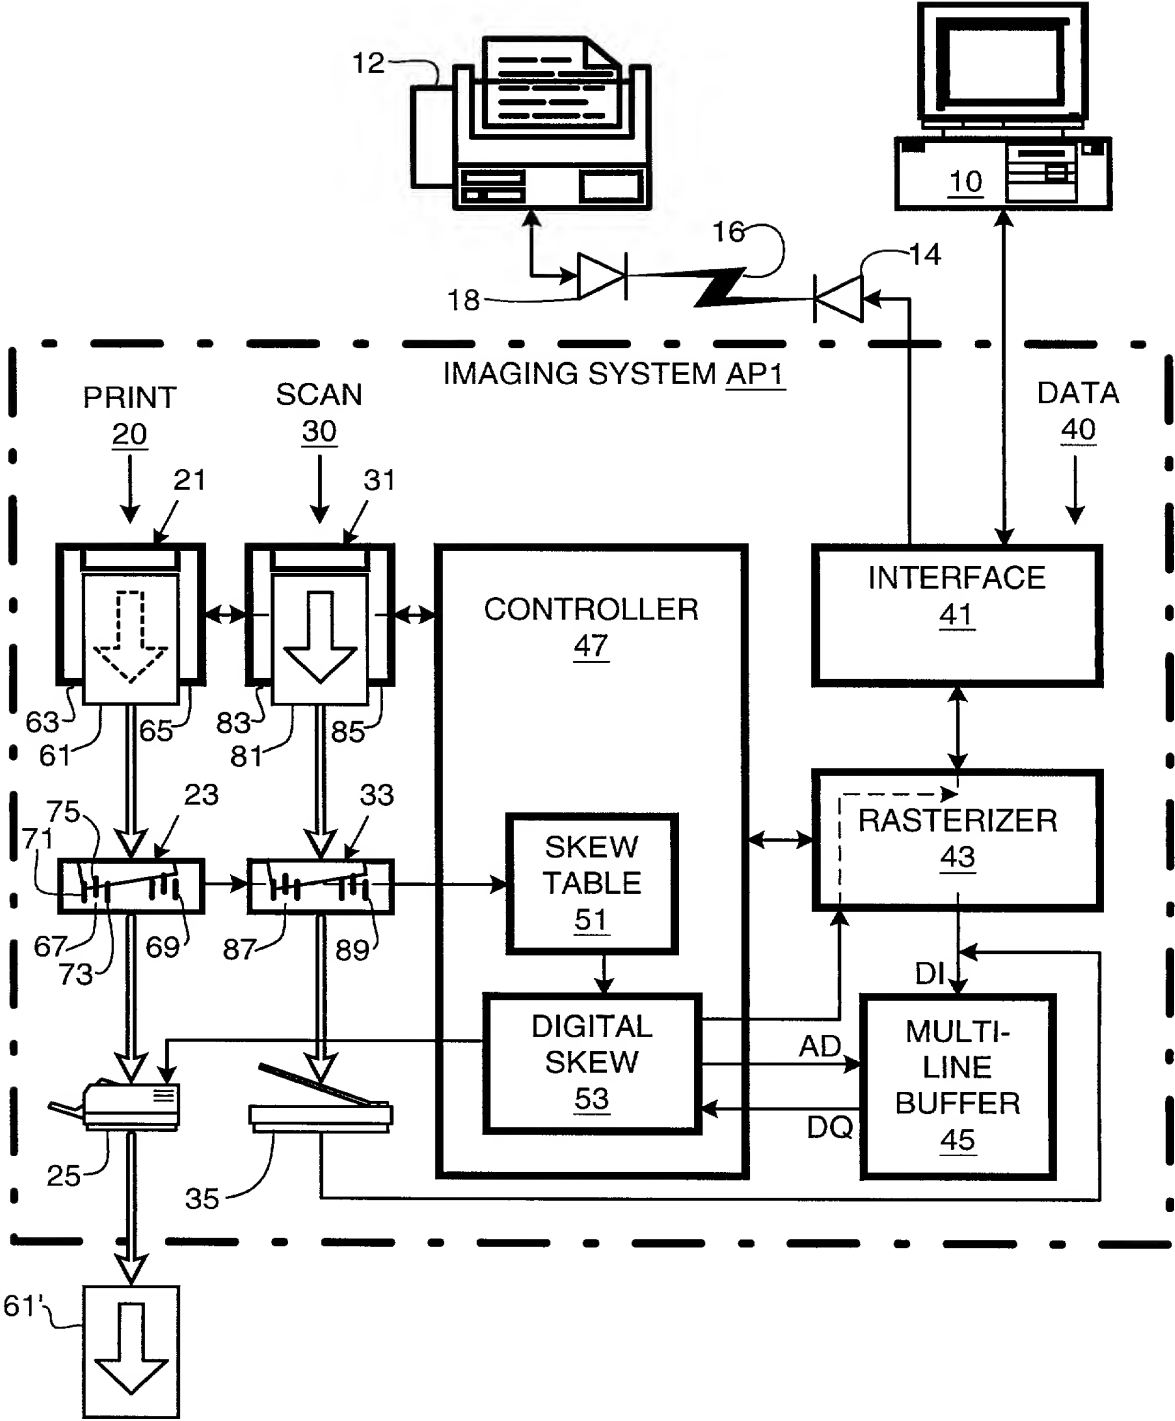 12
10
16
14
18
IMAGING SYSTEM AP1
PRINT
20
SCAN
30
DATA
40
21
31
INTERFACE
41
CONTROLLER
47
63
61
65
83
81
85
75
71
23
33
67
73
69
87
89
SKEW
TABLE
51
RASTERIZER
43
DI
DIGITAL
SKEW
53
AD
DQ
MULTI-
LINE
BUFFER
45
25
35
61'